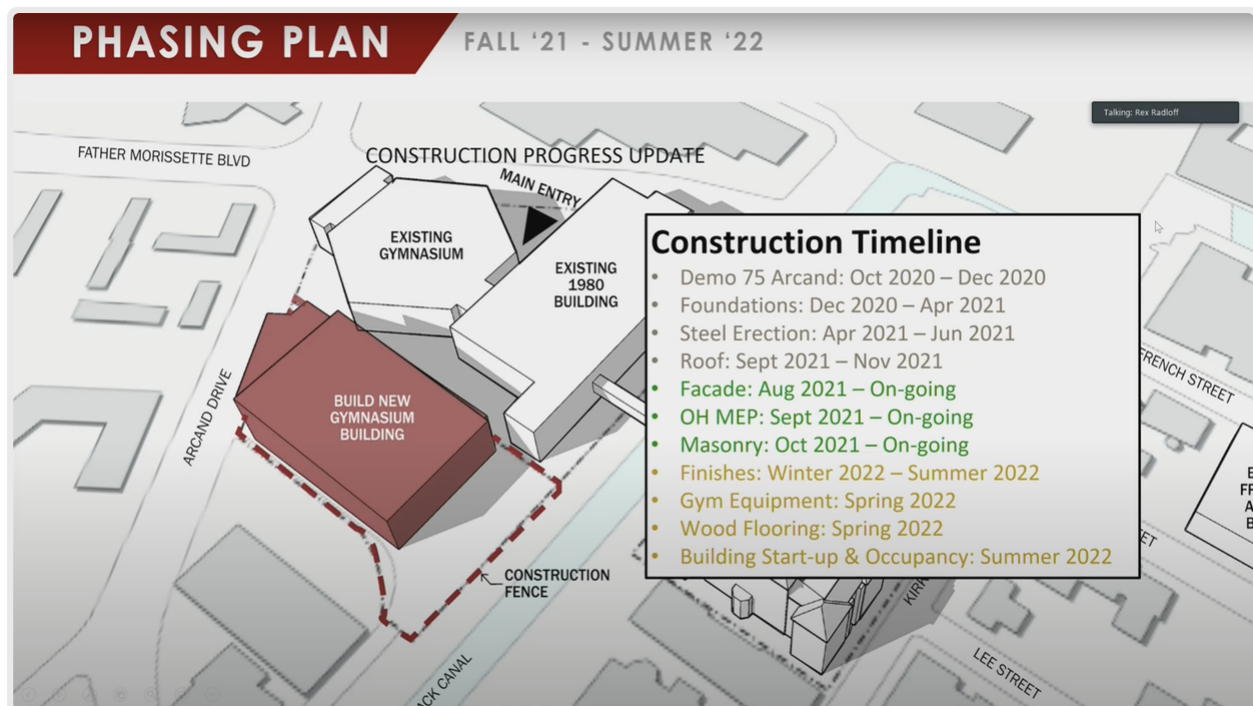 PHASING PLAN
FALL ‘21 - SUMMER ‘22
Talking: Rex Radloff
FATHER MORISSETTE BLVD
CONSTRUCTION PROGRESS UPDATE
MAIN ENTRY
EXISTING
GYMNASIUM
EXISTING
1980
BUILDING
Construction Timeline
• Demo 75 Arcand: Oct 2020 – Dec 2020
• Foundations: Dec 2020 – Apr 2021
• Steel Erection: Apr 2021 – Jun 2021
• Roof: Sept 2021 – Nov 2021
• Facade: Aug 2021 – On-going
• OH MEP: Sept 2021 – On-going
• Masonry: Oct 2021 – On-going
• Finishes: Winter 2022 – Summer 2022
• Gym Equipment: Spring 2022
• Wood Flooring: Spring 2022
• Building Start-up & Occupancy: Summer 2022
FRENCH STREET
ARCAND DRIVE
BUILD NEW
GYMNASIUM
BUILDING
CONSTRUCTION
FENCE
CANAL
LEE STREET